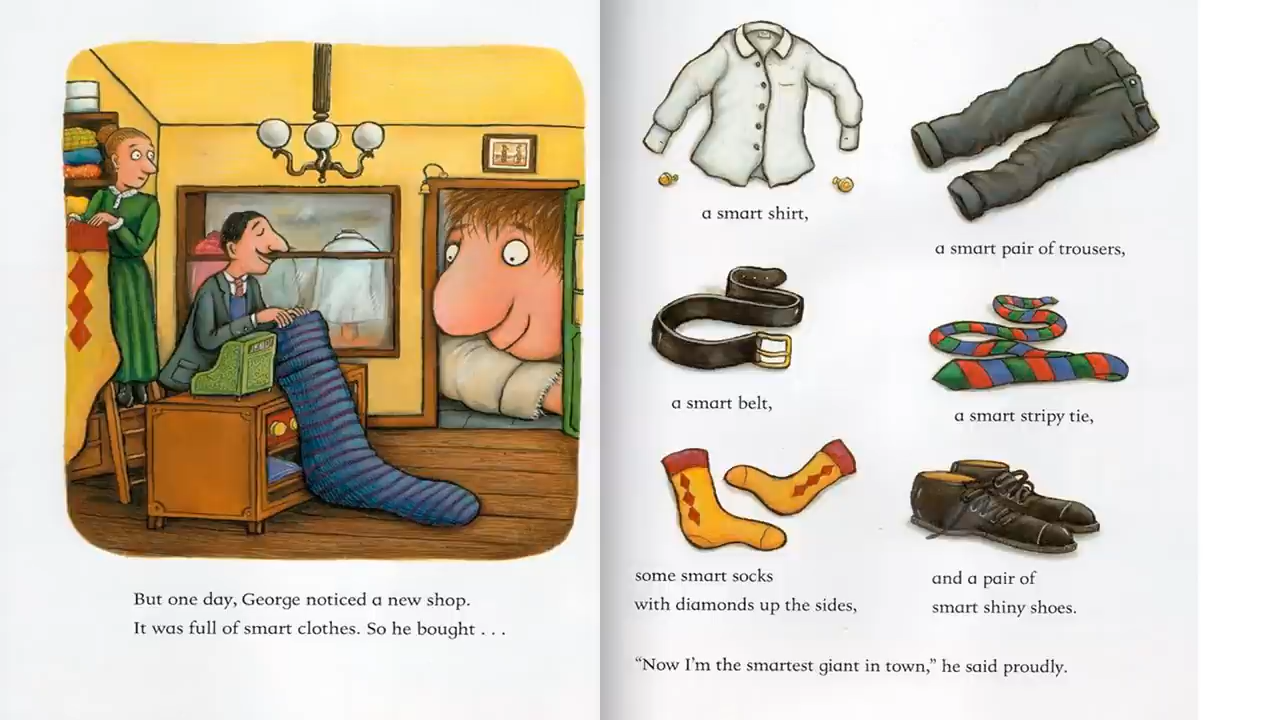 But one day, George noticed a new shop.
It was full of smart clothes. So he bought . . .
a smart shirt,
a smart pair of trousers,
a smart belt,
a smart stripy tie,
some smart socks
with diamonds up the sides,
and a pair of
smart shiny shoes.
“Now I’m the smartest giant in town,” he said proudly.